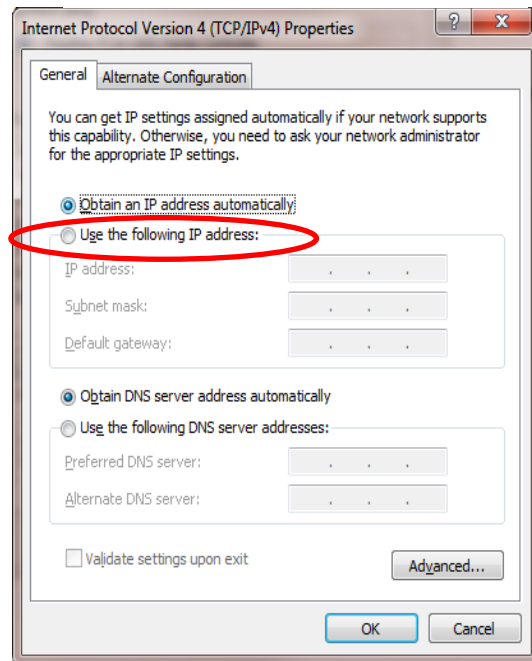 Internet Protocol Version 4 (TCP/IPv4) Properties
?
X
General
Alternate Configuration
You can get IP settings assigned automatically if your network supports
this capability. Otherwise, you need to ask your network administrator
for the appropriate IP settings.
Obtain an IP address automatically
Use the following IP address:
IP address:
. . .
Subnet mask:
. . .
Default gateway:
. . .
Obtain DNS server address automatically
Use the following DNS server addresses:
Preferred DNS server:
. . .
Alternate DNS server:
. . .
Validate settings upon exit
Advanced...
OK
Cancel